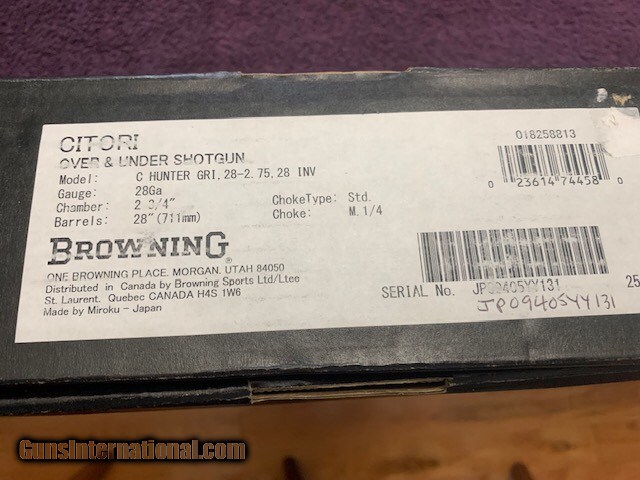 CITORI
OVER & UNDER SHOTGUN
Model: C HUNTER GRI,28-2.75,28 INV
Gauge: 28Ga
Chamber: 2 3/4"
Barrels: 28"(711mm)
ChokeType: Std.
Choke: M.1/4
BROWNING®
ONE BROWNING PLACE, MORGAN, UTAH 84050
Distributed in Canada by Browning Sports Ltd/Ltee
St. Laurent, Quebec CANADA H4S 1W6
Made by Miroku - Japan
018258813
0 23614 74458 0
SERIAL No. JP09405YY131
25
JP09405YY131
GunsInternational.com